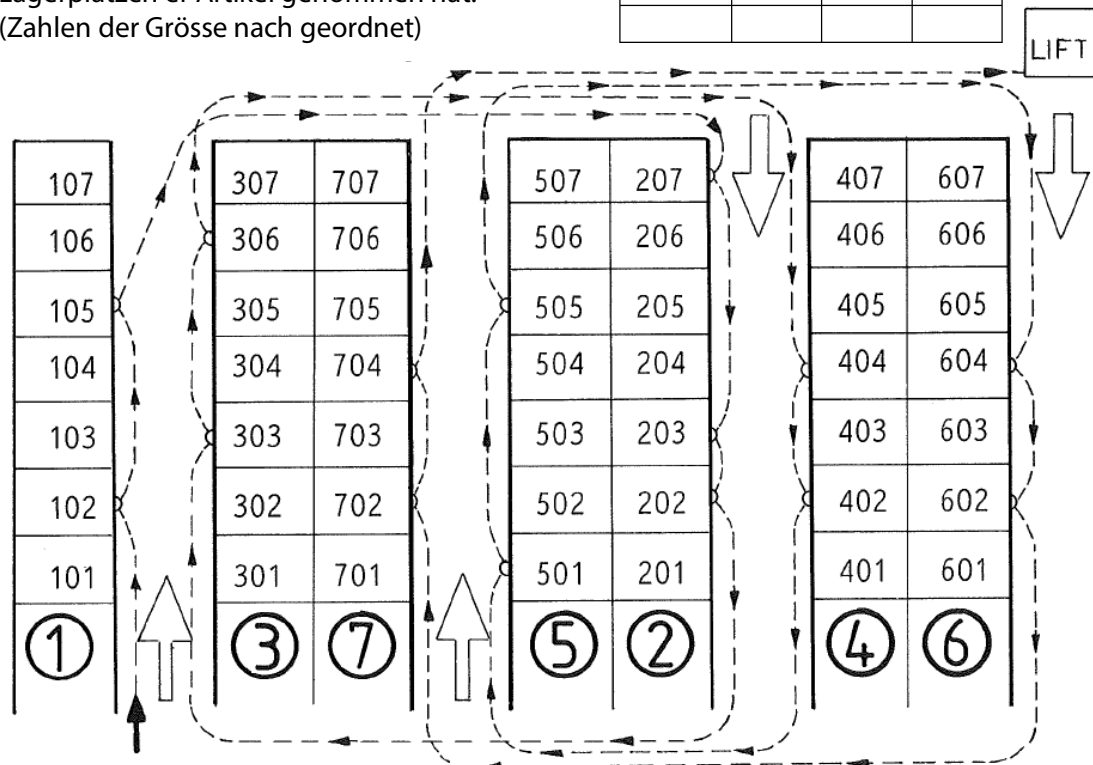 Lagerplätzen er Artikel genommen hat.
(Zahlen der Grösse nach geordnet)
LIFT
107 307 707 507 207 407 607
106 306 706 506 206 406 606
105 305 705 505 205 405 605
104 304 704 504 204 404 604
103 303 703 503 203 403 603
102 302 702 502 202 402 602
101 301 701 501 201 401 601
1 3 7 5 2 4 6